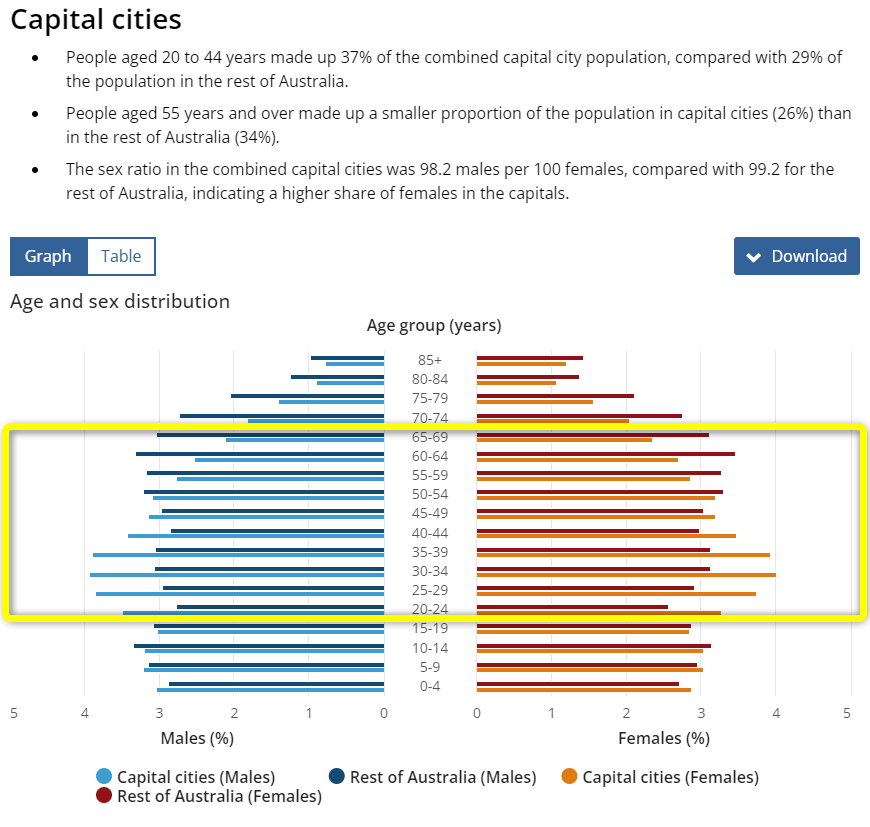 Capital cities
• People aged 20 to 44 years made up 37% of the combined capital city population, compared with 29% of
the population in the rest of Australia.
• People aged 55 years and over made up a smaller proportion of the population in capital cities (26%) than
in the rest of Australia (34%).
• The sex ratio in the combined capital cities was 98.2 males per 100 females, compared with 99.2 for the
rest of Australia, indicating a higher share of females in the capitals.
Graph Table Download
Age and sex distribution
Age group (years)
85+
80-84
75-79
70-74
65-69
60-64
55-59
50-54
45-49
40-44
35-39
30-34
25-29
20-24
15-19
10-14
5-9
0-4
5 4 3 2 1 0 0 1 2 3 4 5
Males (%) Females (%)
Capital cities (Males) Rest of Australia (Males) Capital cities (Females)
Rest of Australia (Females)